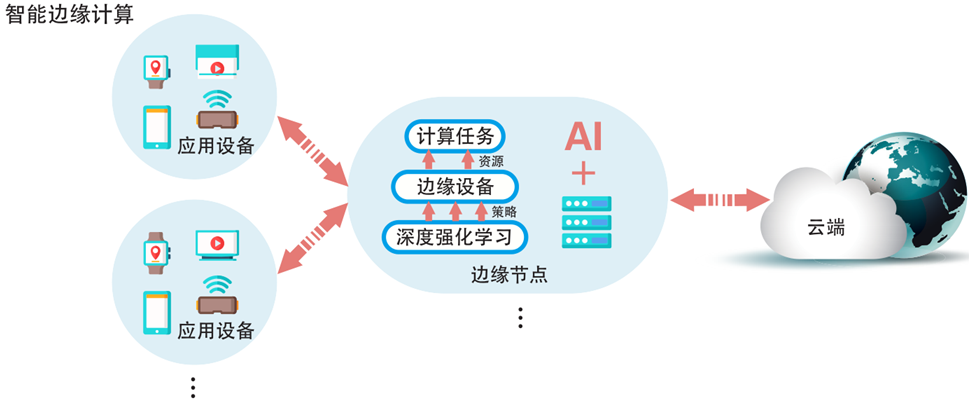 智能边缘计算
应用设备
应用设备
计算任务
资源
边缘设备
策略
深度强化学习
AI
+
边缘节点
云端